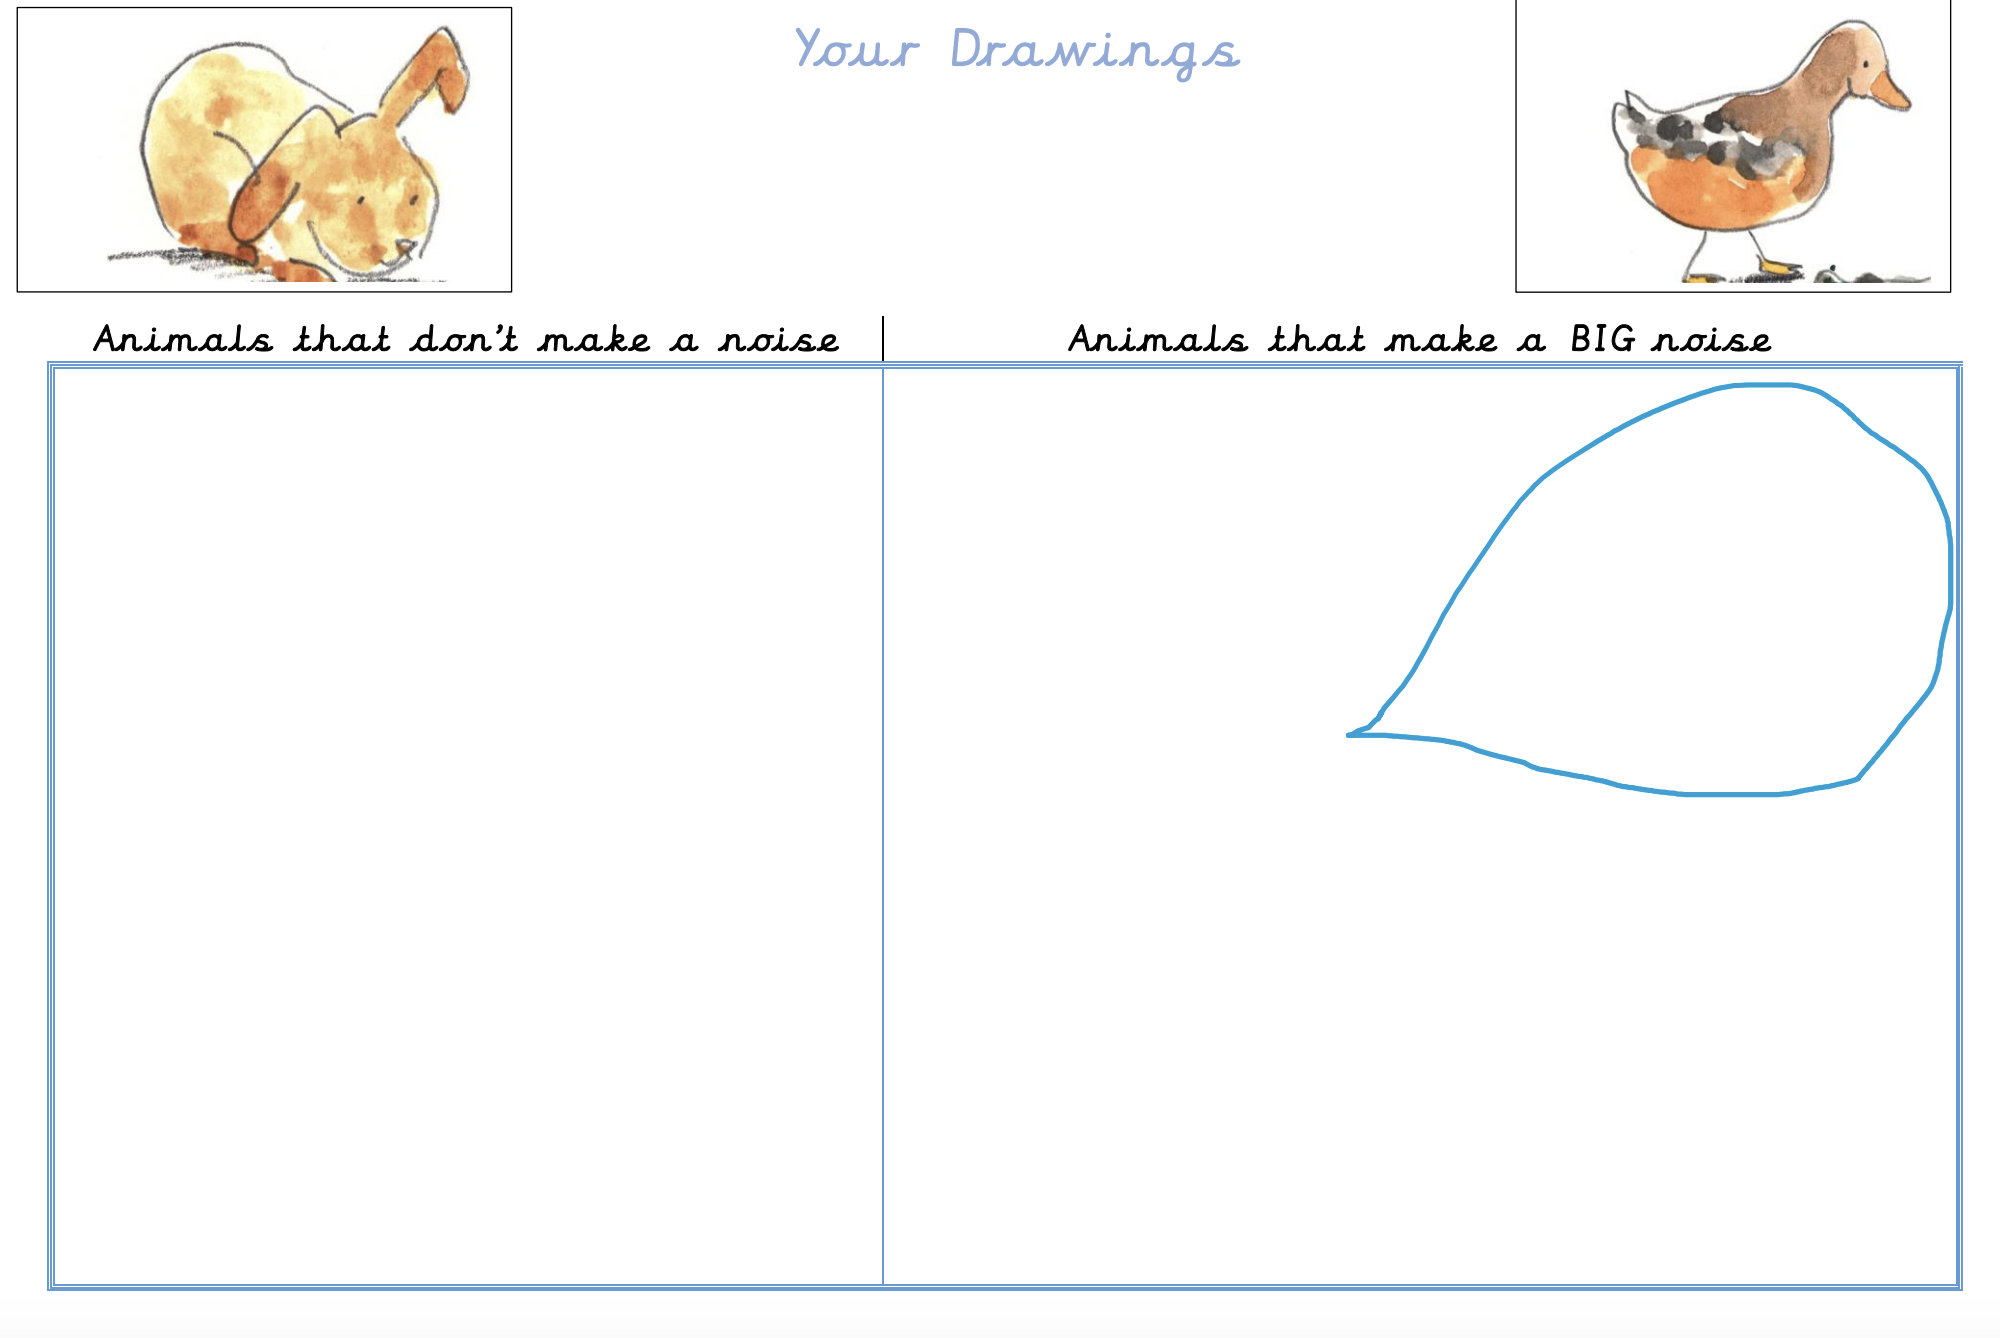 Your Drawings
Animals that don't make a noise
Animals that make a BIG noise